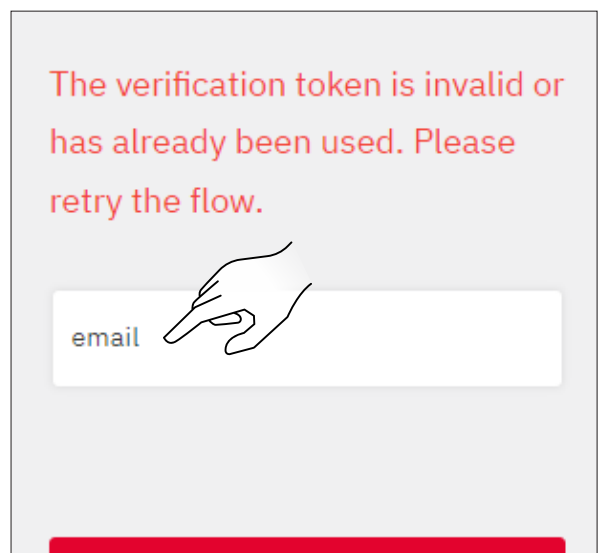 The verification token is invalid or
has already been used. Please
retry the flow.
email